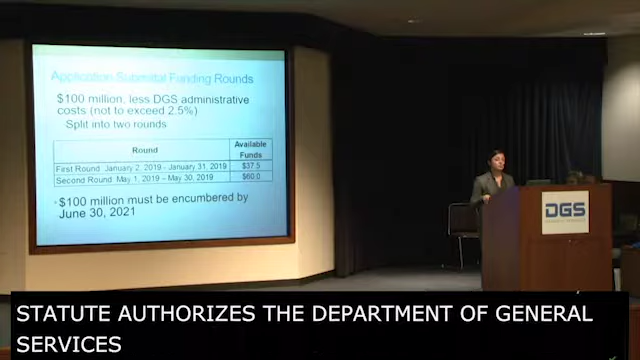 Application Submittal Funding Rounds
$100 million, less DGS administrative
costs (not to exceed 2.5%)
Split into two rounds
Round Available
Funds
First Round January 2, 2019 - January 31, 2019 $37.5
Second Round May 1, 2019 – May 30, 2019 $60.0
$100 million must be encumbered by
June 30, 2021
DGS
STATUTE AUTHORIZES THE DEPARTMENT OF GENERAL
SERVICES